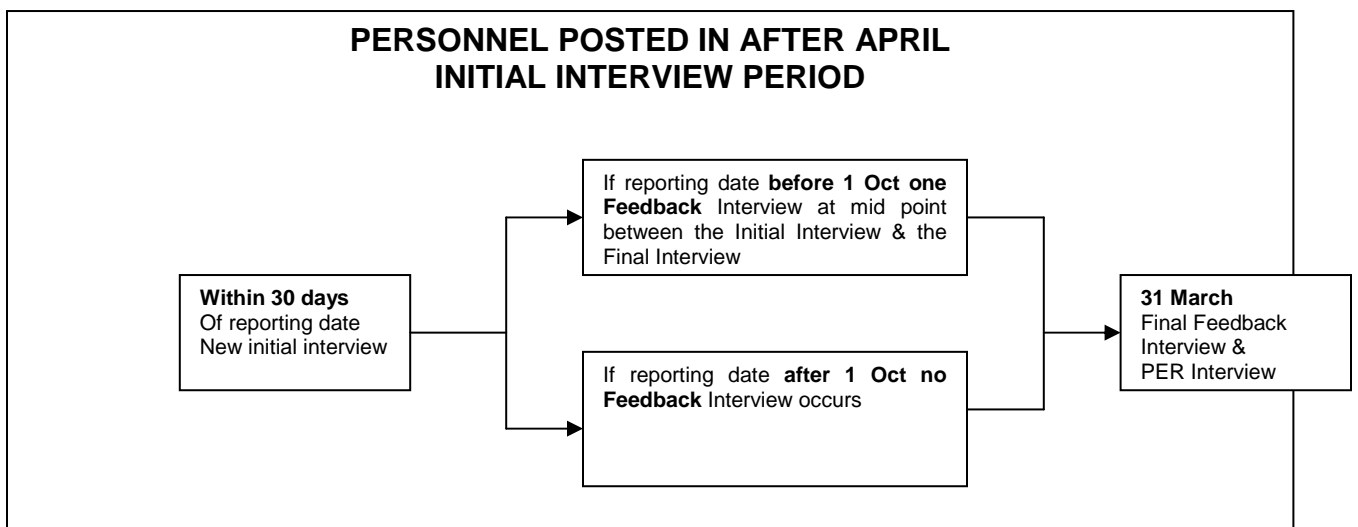 PERSONNEL POSTED IN AFTER APRIL
INITIAL INTERVIEW PERIOD
Within 30 days
Of reporting date
New initial interview
If reporting date before 1 Oct one
Feedback Interview at mid point
between the Initial Interview & the
Final Interview
If reporting date after 1 Oct no
Feedback Interview occurs
31 March
Final Feedback
Interview &
PER Interview